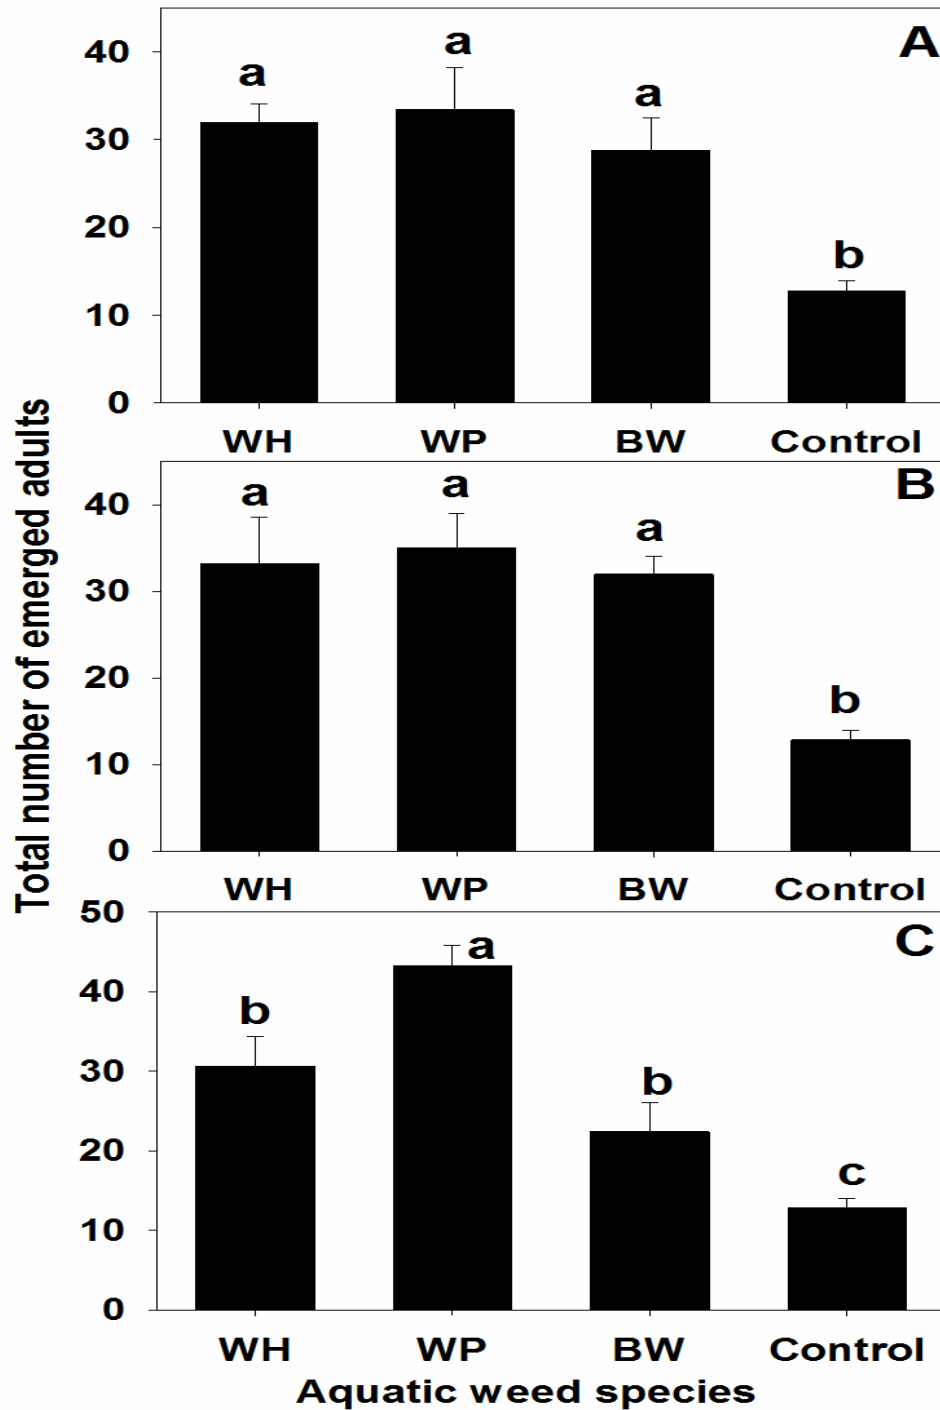 Total number of emerged adults
A
40
30
20
10
0
a
a
a
b
WH WP BW Control
B
40
30
20
10
0
a
a
a
b
WH WP BW Control
C
50
40
30
20
10
0
b
a
b
c
WH WP BW Control
Aquatic weed species